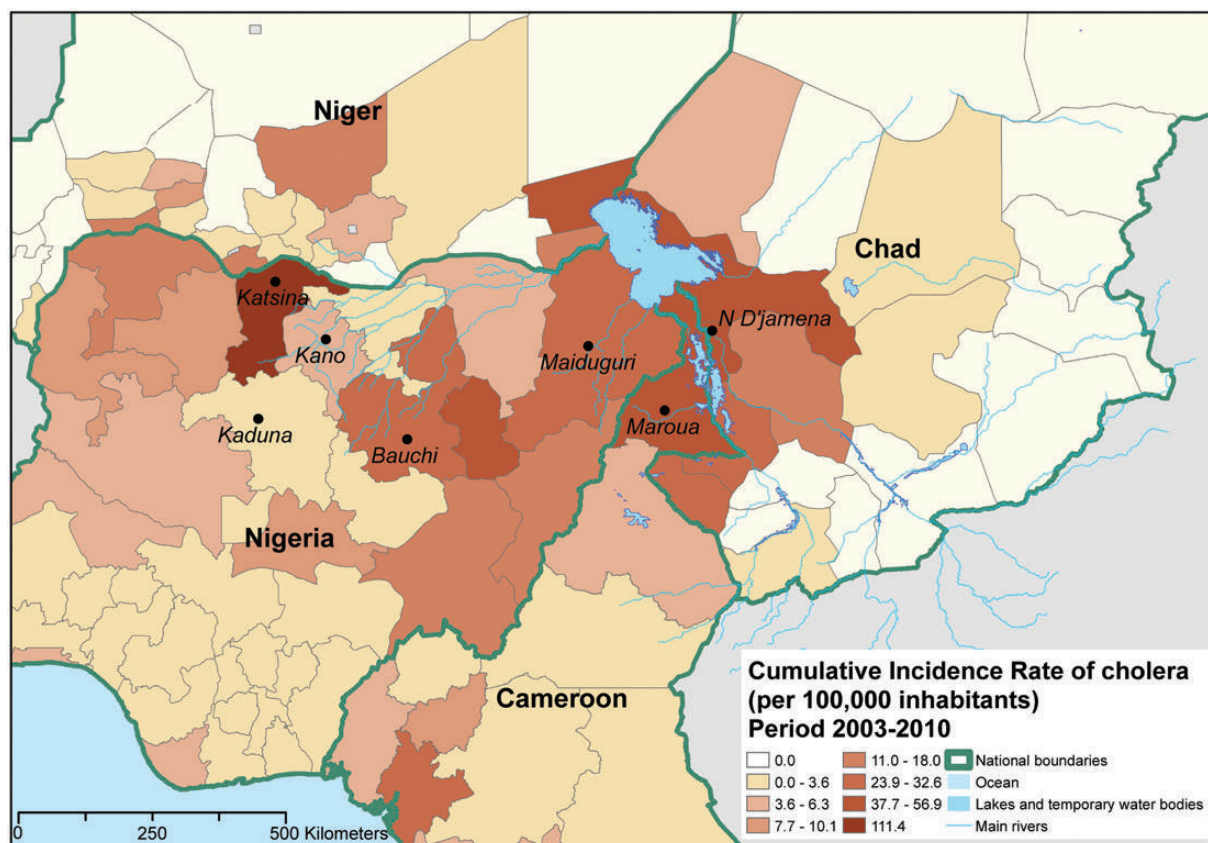 Niger
Chad
Katsina
N D'jamena
Kano
Maiduguri
Maroua
Kaduna
Bauchi
Nigeria
Cameroon
Cumulative Incidence Rate of cholera
(per 100,000 inhabitants)
Period 2003-2010
0.0
0.0 - 3.6
3.6 - 6.3
7.7 - 10.1
11.0 - 18.0
23.9 - 32.6
37.7 - 56.9
111.4
National boundaries
Ocean
Lakes and temporary water bodies
Main rivers
0 250 500 Kilometers